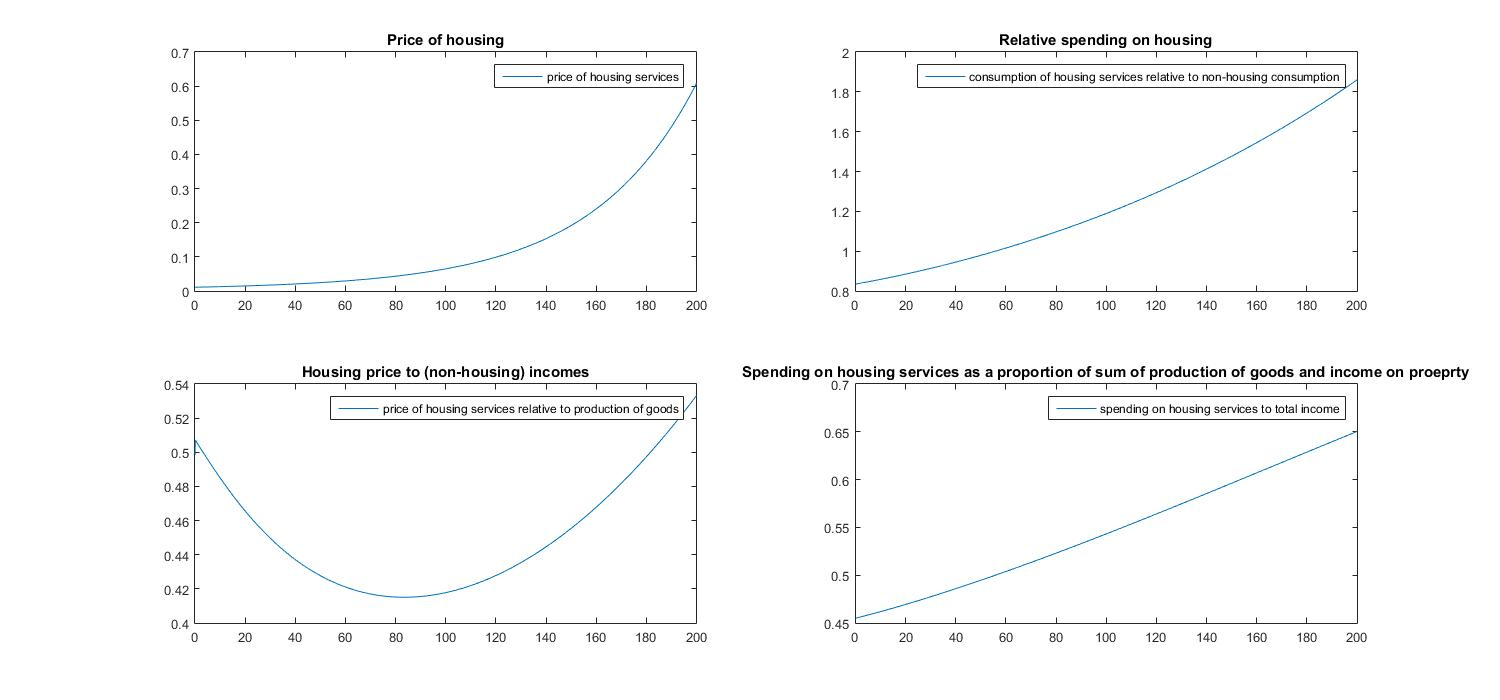 Price of housing
price of housing services
0.7
0.6
0.5
0.4
0.3
0.2
0.1
0
0 20 40 60 80 100 120 140 160 180 200
Relative spending on housing
consumption of housing services relative to non-housing consumption
2
1.8
1.6
1.4
1.2
1
0.8
0 20 40 60 80 100 120 140 160 180 200
Housing price to (non-housing) incomes
price of housing services relative to production of goods
0.54
0.52
0.5
0.48
0.46
0.44
0.42
0.4
0 20 40 60 80 100 120 140 160 180 200
Spending on housing services as a proportion of sum of production of goods and income on proeprty
spending on housing services to total income
0.7
0.65
0.6
0.55
0.5
0.45
0 20 40 60 80 100 120 140 160 180 200